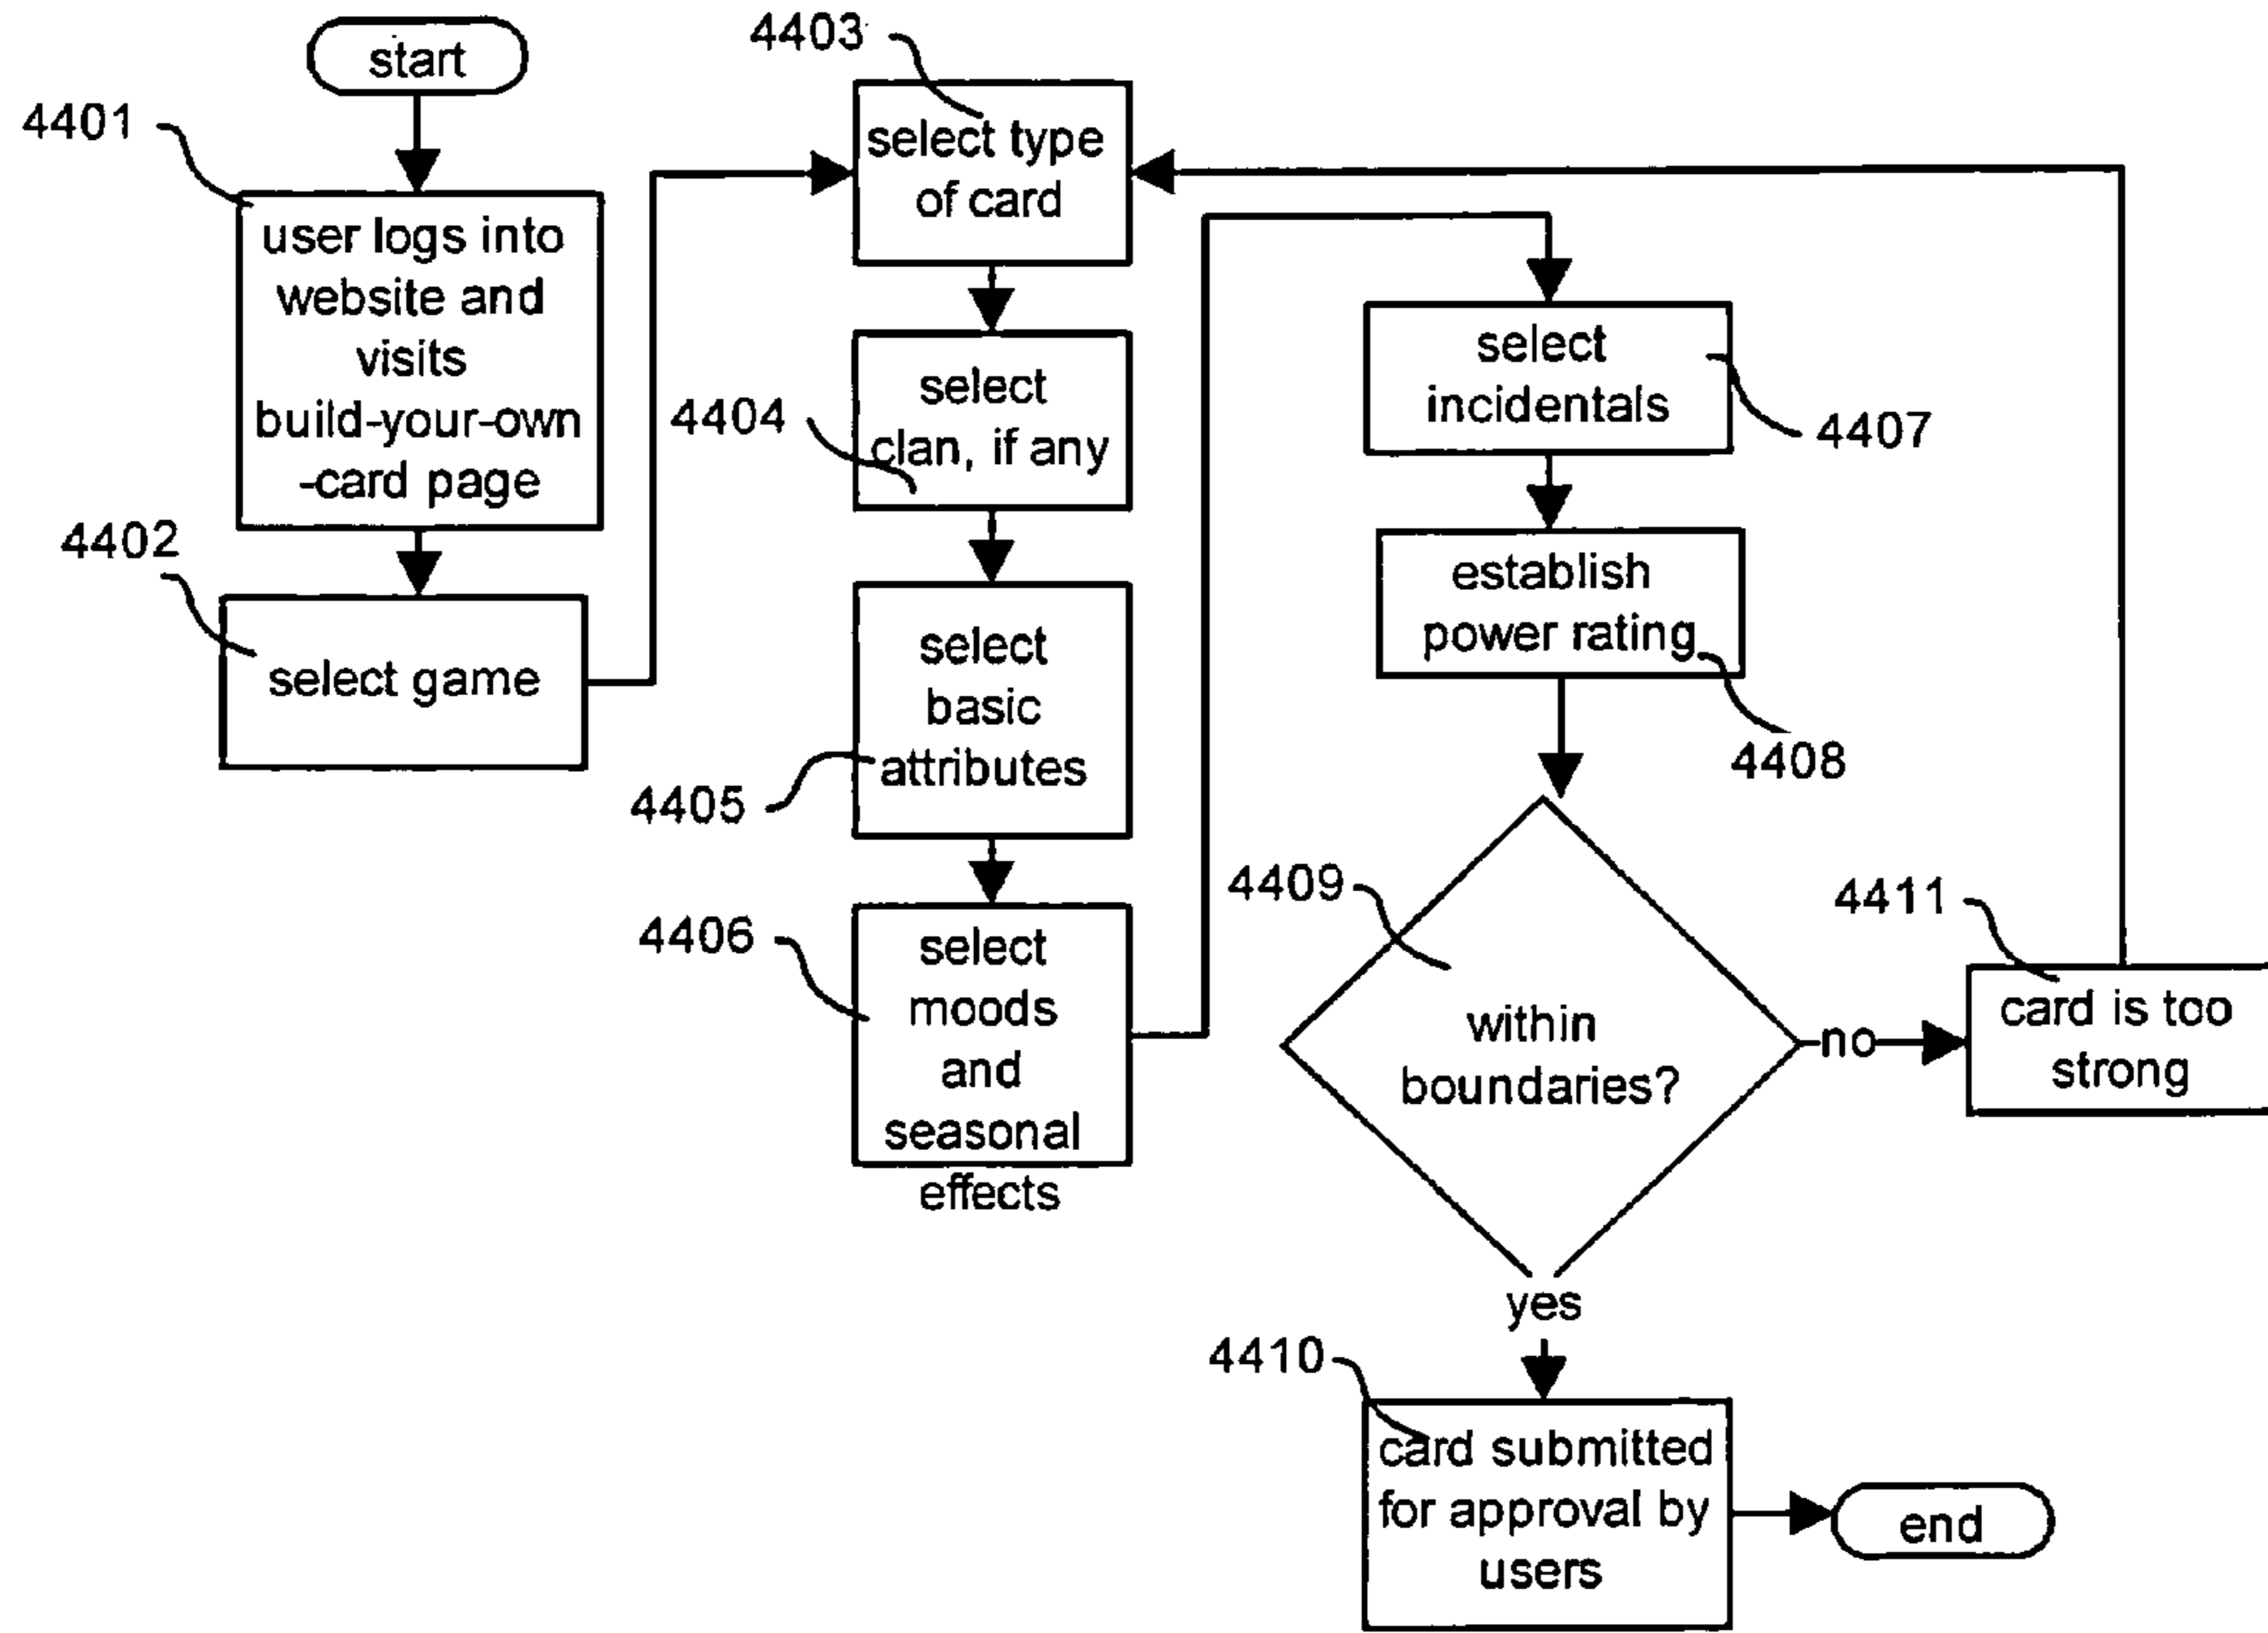 start
4401
user logs into
website and
visits
build-your-own
-card page
4402
select game
4403
select type
of card
4404
select
clan, if any
4405
select
basic
attributes
4406
select
moods
and
seasonal
effects
select
incidentals
4407
establish
power rating
4408
4409
within
boundaries?
no
4411
card is too
strong
yes
4410
card submitted
for approval by
users
end